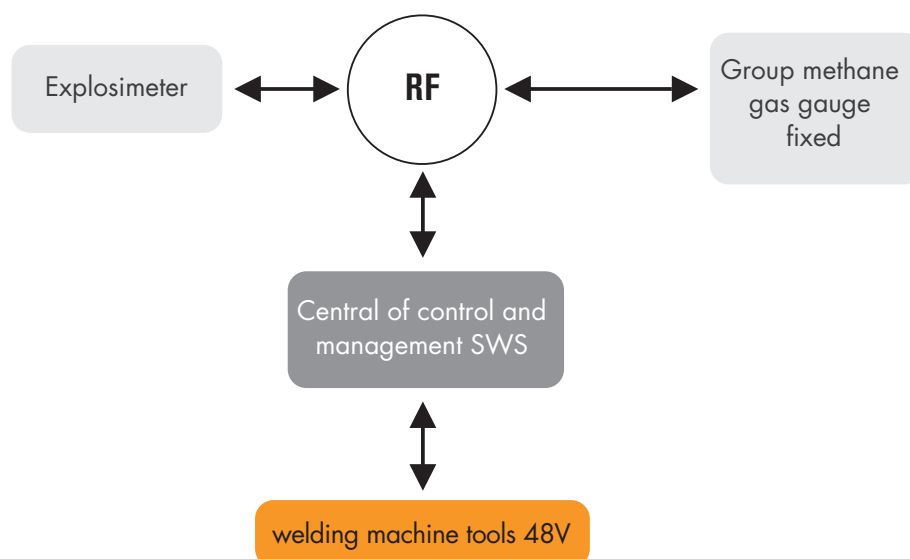 Explosimeter
RF
Group methane
gas gauge
fixed
Central of control and
management SWS
welding machine tools 48V